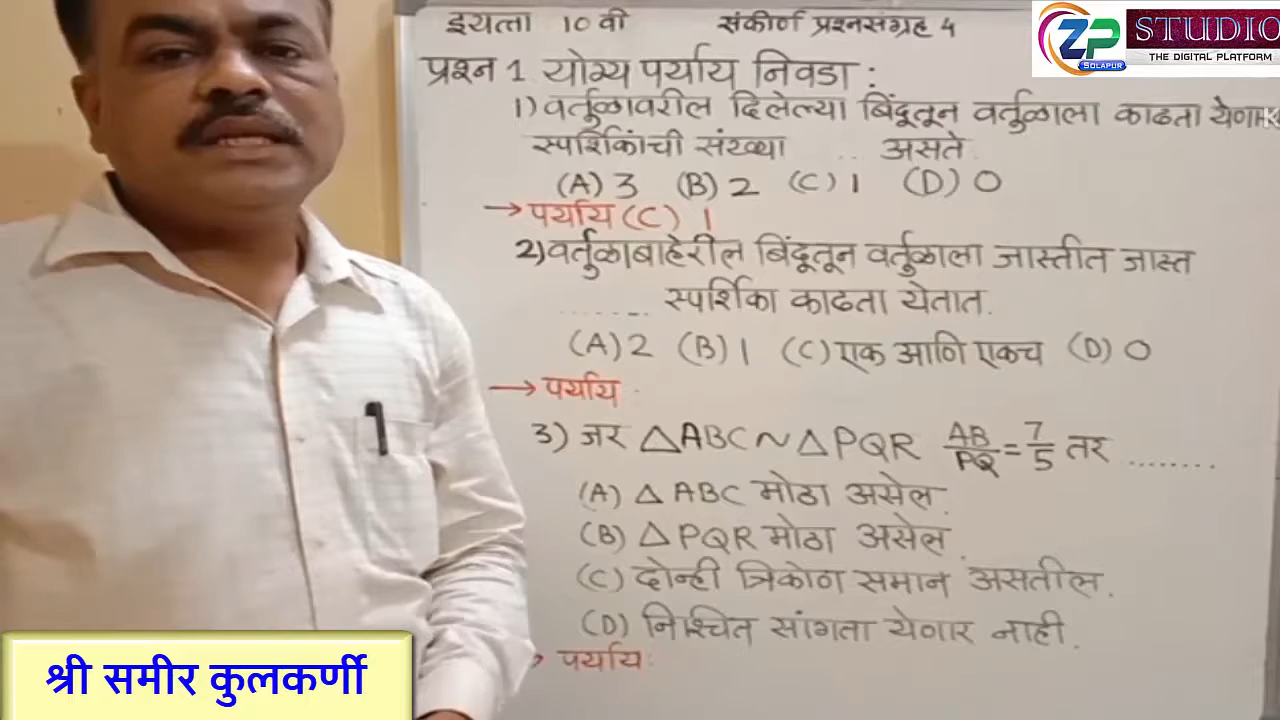 इयत्ता 10 वी संकीर्ण प्रश्नसंग्रह 4
ZP STUDIO
SOLAPUR THE DIGITAL PLATFORM
प्रश्न 1 योग्य पर्याय निवडा :
1) वर्तुळावरील दिलेल्या बिंदूतून वर्तुळाला काढता
स्पर्शिकांची संख्या ... असते.
(A) 3 (B) 2 (C) 1 (D) 0
→ पर्याय (C) 1
2) वर्तुळाबाहेरील बिंदूतून वर्तुळाला जास्तीत जास्त
....... स्पर्शिका काढता येतात.
(A) 2 (B) 1 (C) एक आणि एकच (D) 0
→ पर्याय :
3) जर △ABC ~ △PQR AB/PQ = 7/5 तर ........
(A) △ ABC मोठा असेल.
(B) △ PQR मोठा असेल.
(C) दोन्ही त्रिकोण समान असतील.
(D) निश्चित सांगता येणार नाही.
→ पर्याय:
श्री समीर कुलकर्णी